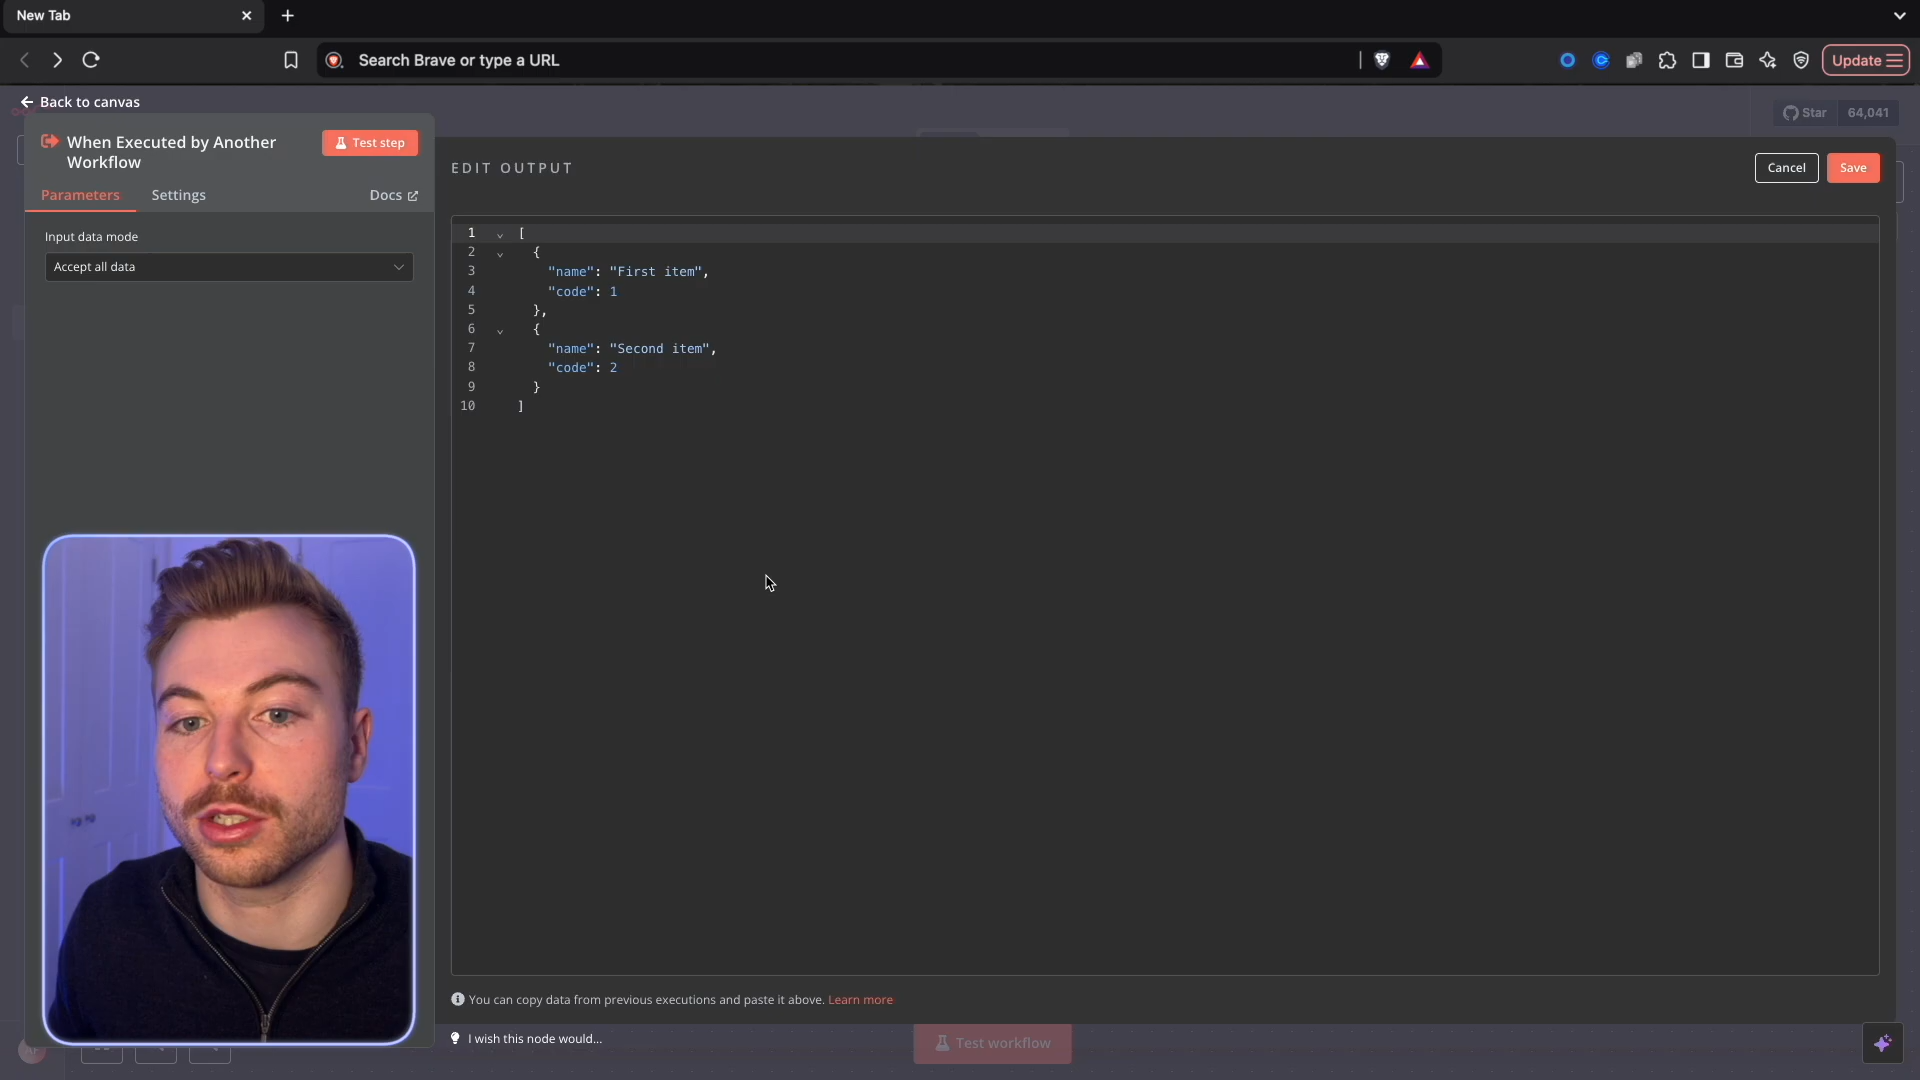 New Tab
Search Brave or type a URL
Update
Back to canvas
Star 64,041
When Executed by Another
Workflow
Test step
Parameters
Settings
Docs
Input data mode
Accept all data
EDIT OUTPUT
Cancel
Save
1 [
2 {
3 "name": "First item",
4 "code": 1
5 },
6 {
7 "name": "Second item",
8 "code": 2
9 }
10 ]
You can copy data from previous executions and paste it above. Learn more
I wish this node would...
Test workflow